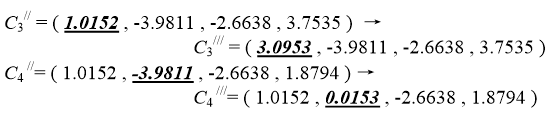 C₃// = ( 1.0152 , -3.9811 , -2.6638 , 3.7535 ) →
C₃/// = ( 3.0953 , -3.9811 , -2.6638 , 3.7535 )
C₄// = ( 1.0152 , -3.9811 , -2.6638 , 1.8794 ) →
C₄/// = ( 1.0152 , 0.0153 , -2.6638 , 1.8794 )